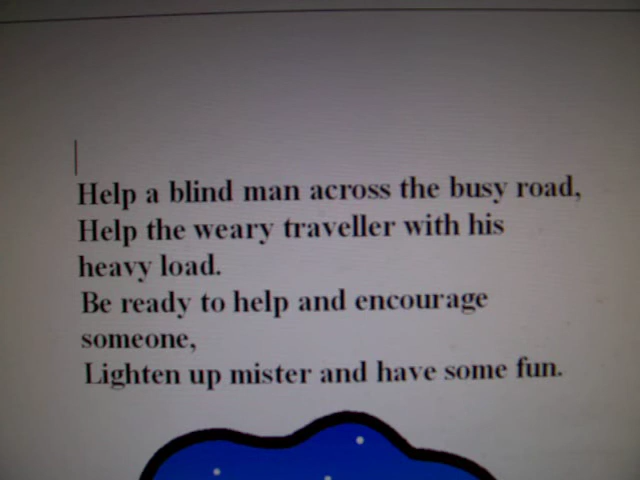 Help a blind man across the busy road,
Help the weary traveller with his
heavy load.
Be ready to help and encourage
someone,
Lighten up mister and have some fun.